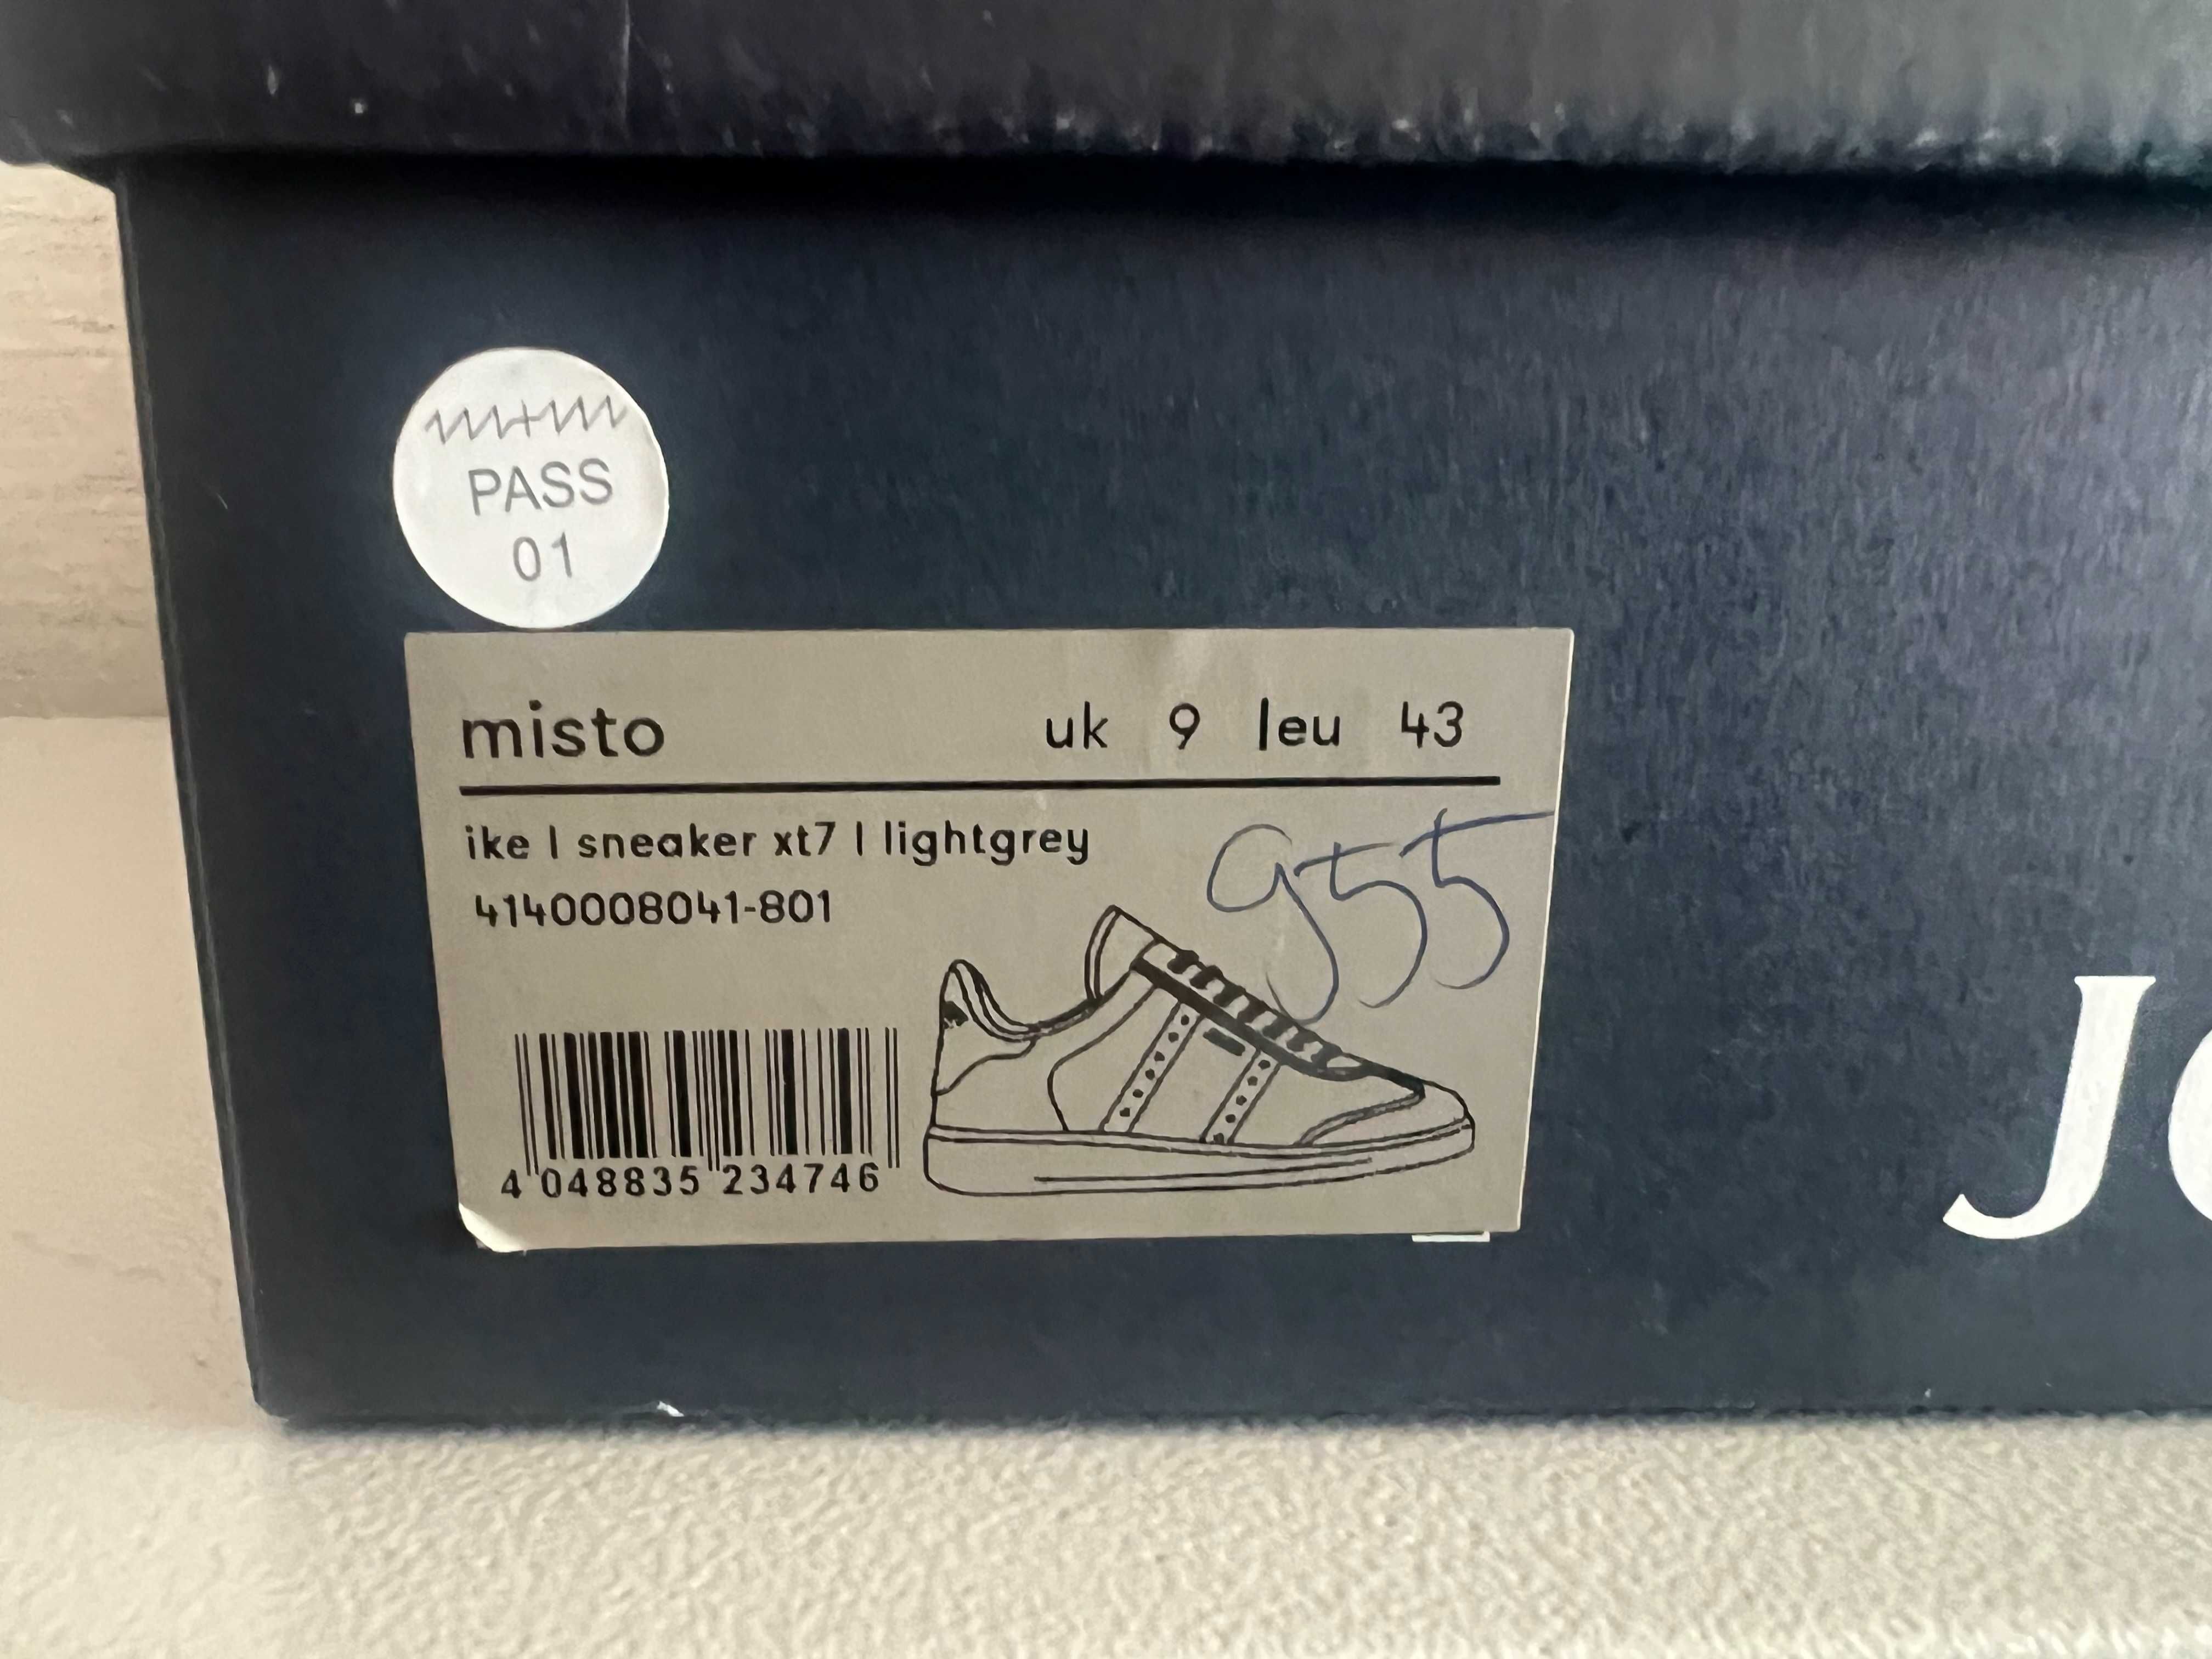 PASS
01
misto uk 9 |eu 43
ike | sneaker xt7 | lightgrey
955
4140008041-801
4 048835 234746